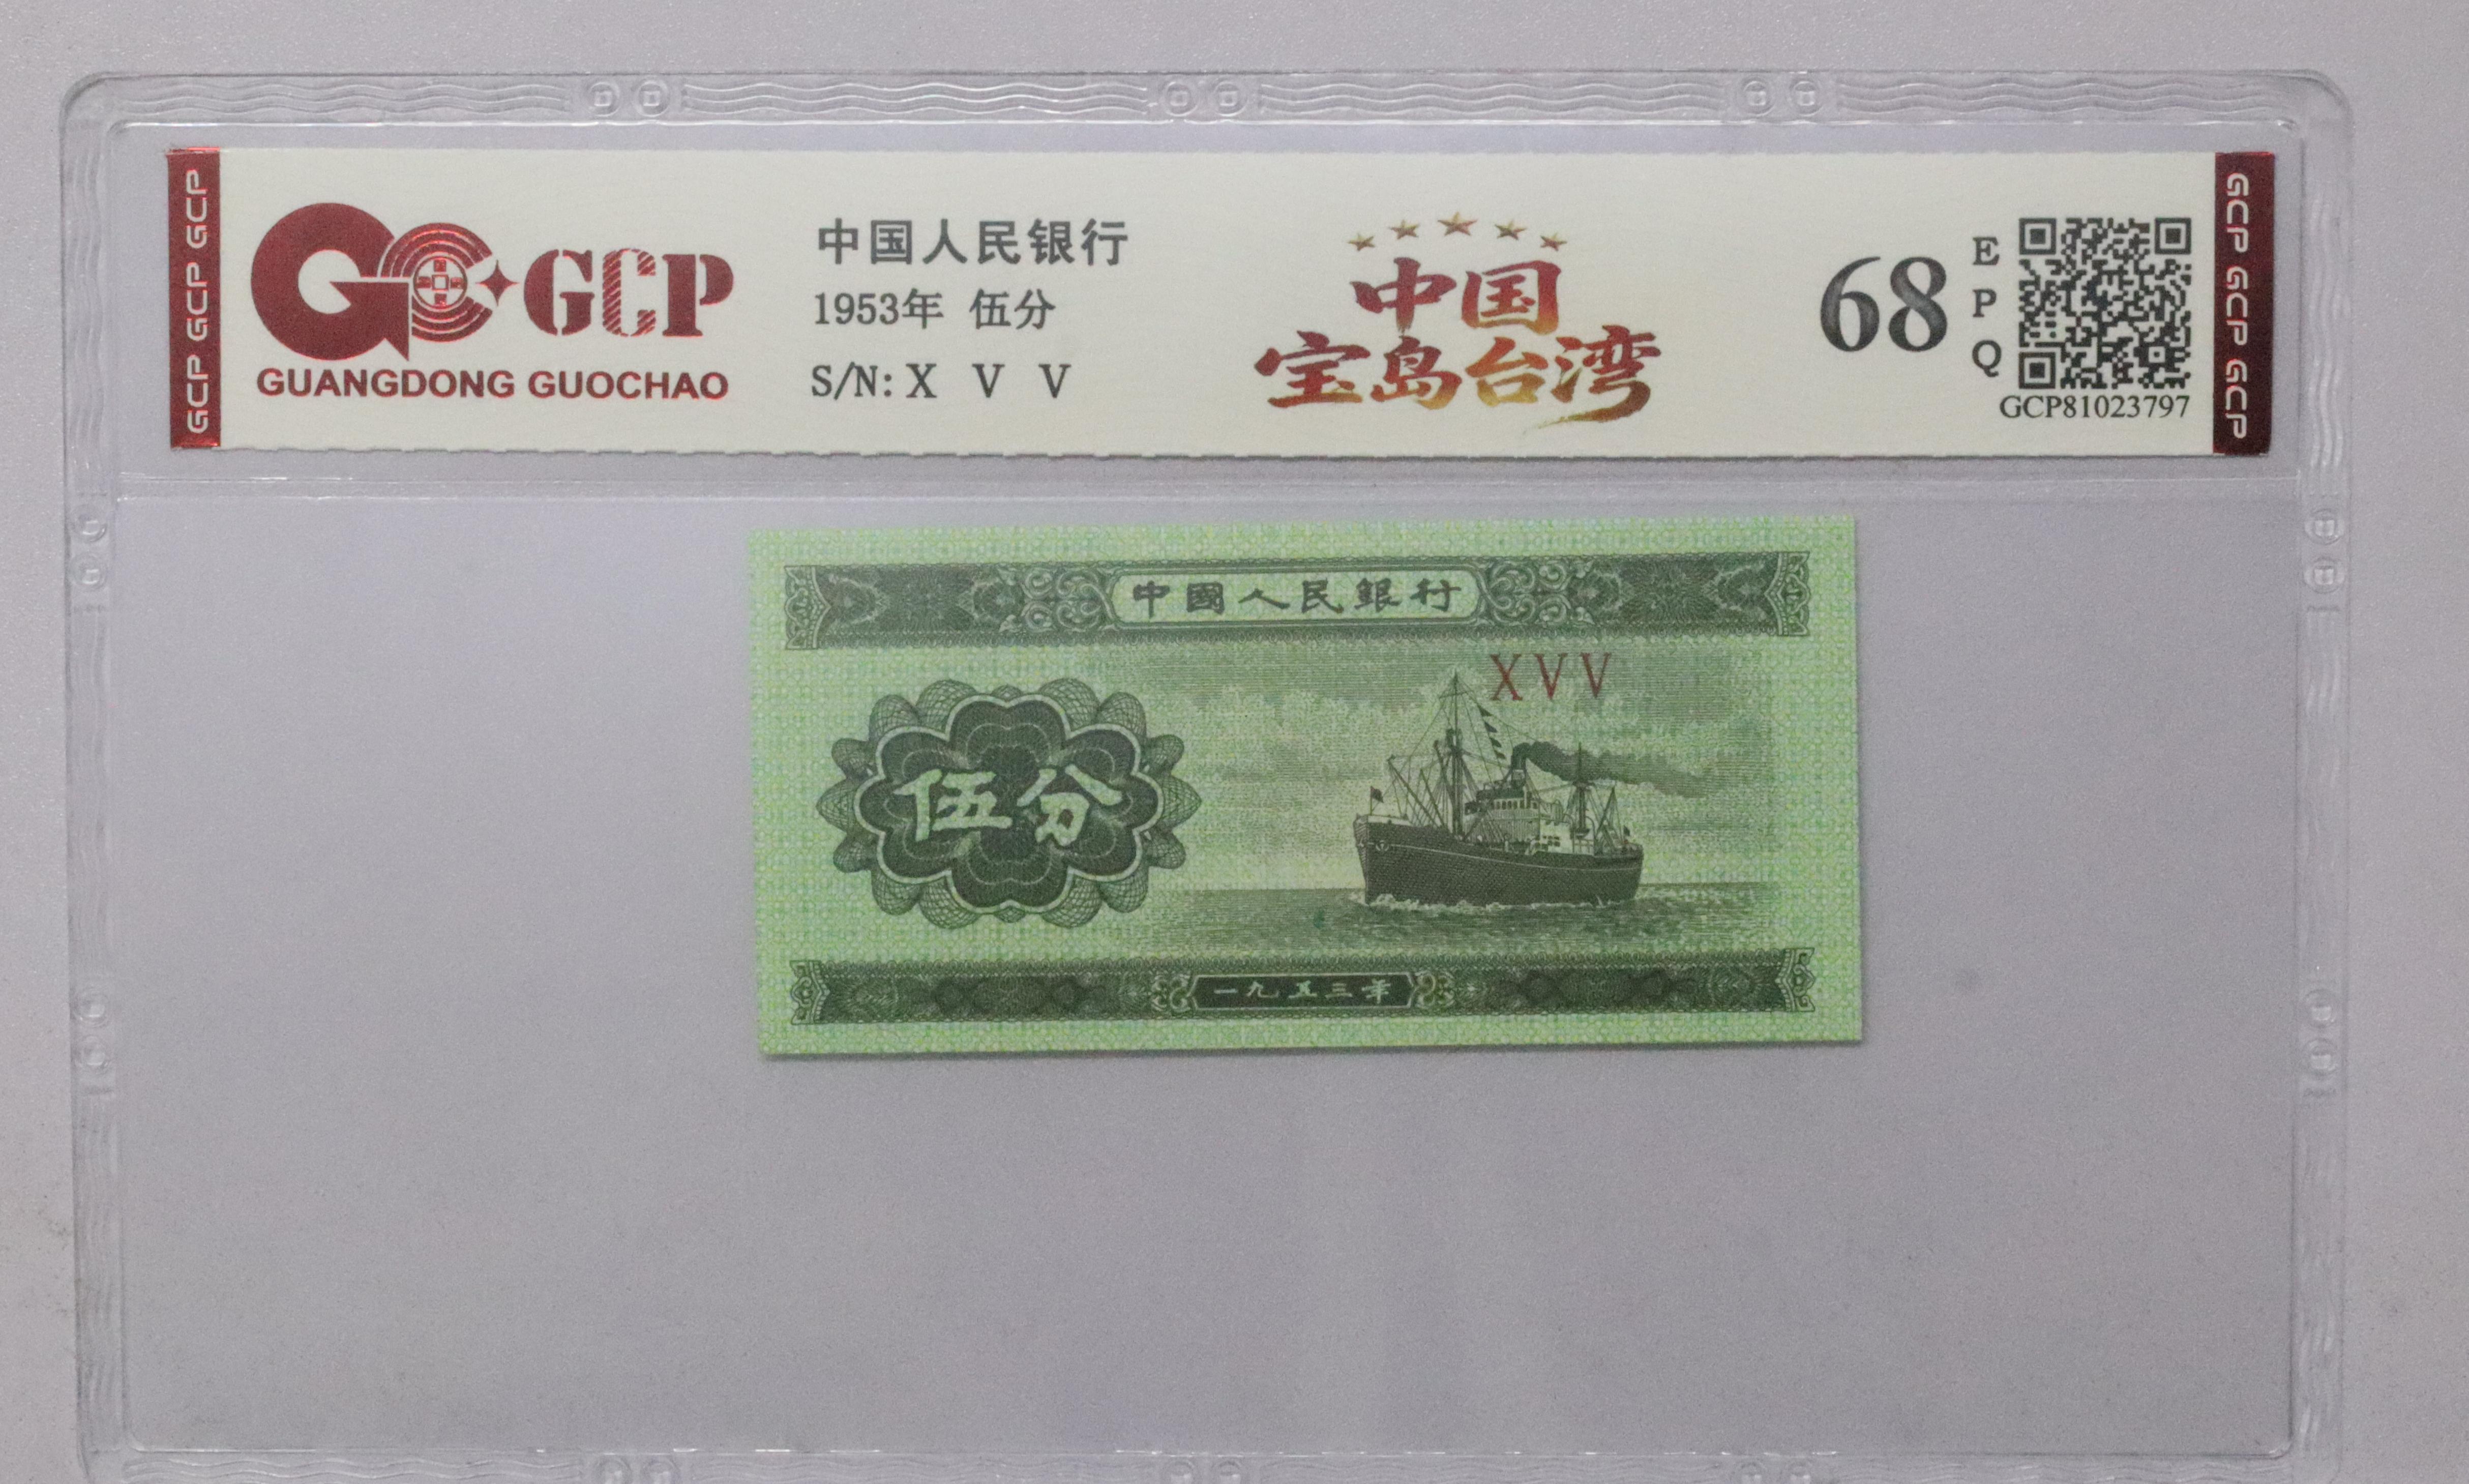 GCP GCP GCP
GCP
GUANGDONG GUOCHAO
中国人民银行
1953年 伍分
S/N: X V V
中国
宝岛台湾
68
E
P
Q
GCP81023797
GCP GCP GCP
中國人民銀行
XVV
伍分
一九五三年